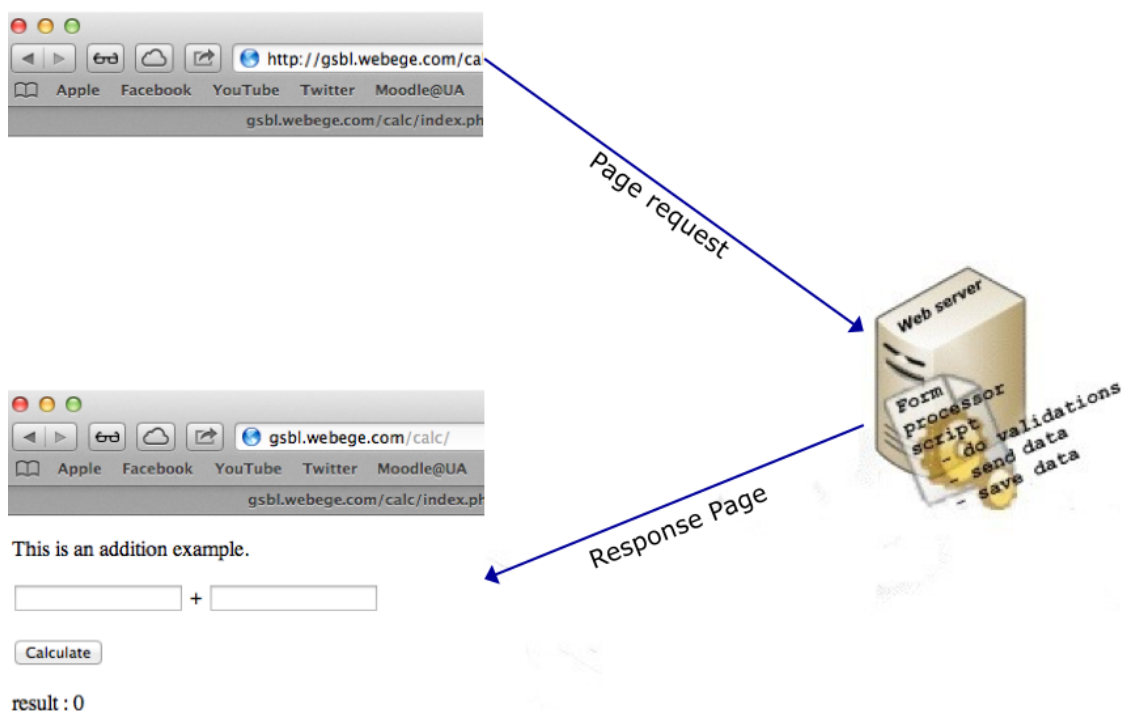 http://gsbl.webege.com/ca
Apple Facebook YouTube Twitter Moodle@UA
gsbl.webege.com/calc/index.ph
Page request
Web server
Form
processor
script
- do validations
- send data
- save data
Response Page
gsbl.webege.com/calc/
Apple Facebook YouTube Twitter Moodle@UA
gsbl.webege.com/calc/index.ph
This is an addition example.
+
Calculate
result : 0